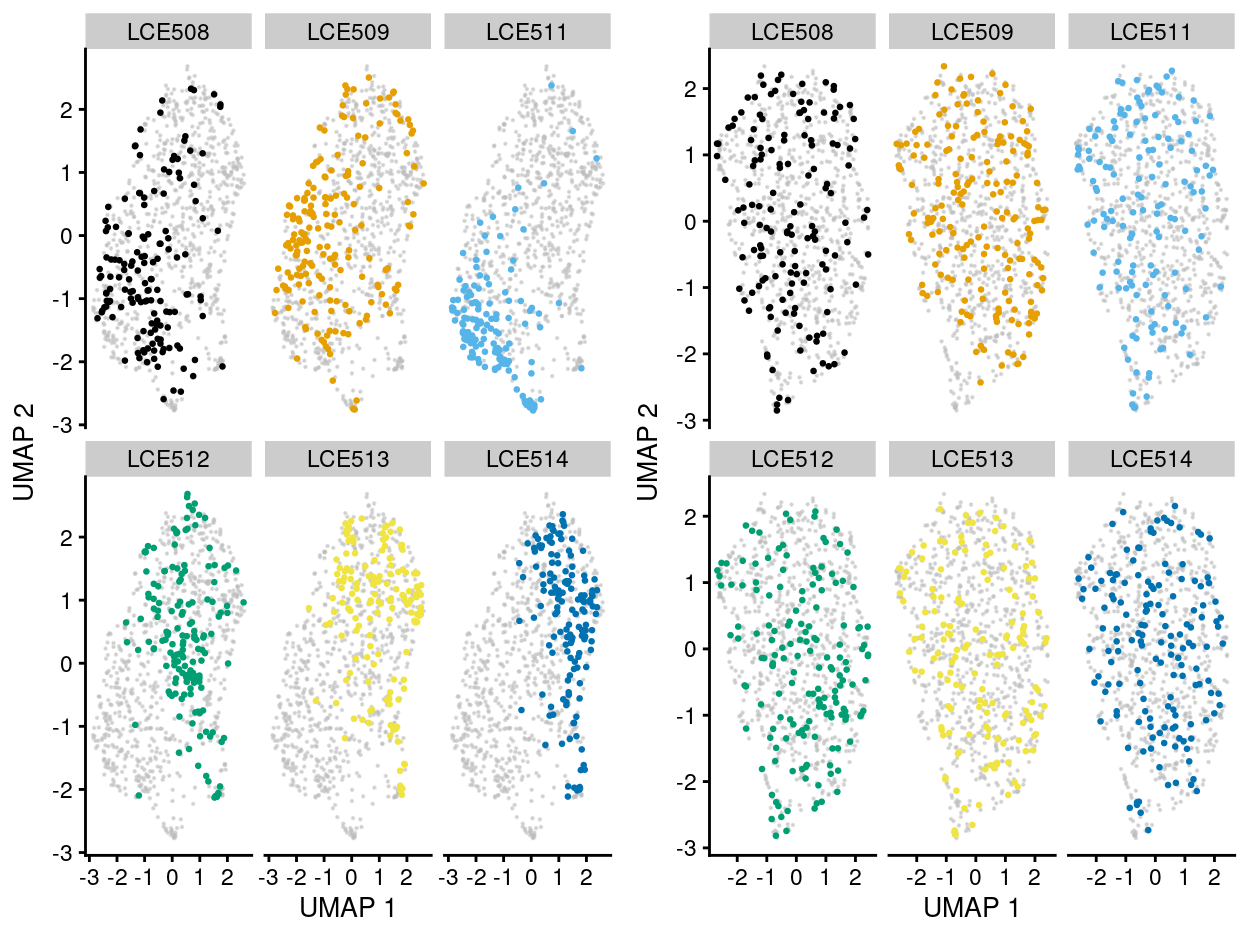 LCE508 LCE509 LCE511
2
1
0
-1
-2
-3
LCE512 LCE513 LCE514
2
1
0
-1
-2
-3
-3 -2 -1 0 1 2 -3 -2 -1 0 1 2 -3 -2 -1 0 1 2
UMAP 1
UMAP 2
LCE508 LCE509 LCE511
2
1
0
-1
-2
-3
LCE512 LCE513 LCE514
2
1
0
-1
-2
-3
-2 -1 0 1 2 -2 -1 0 1 2 -2 -1 0 1 2
UMAP 1
UMAP 2